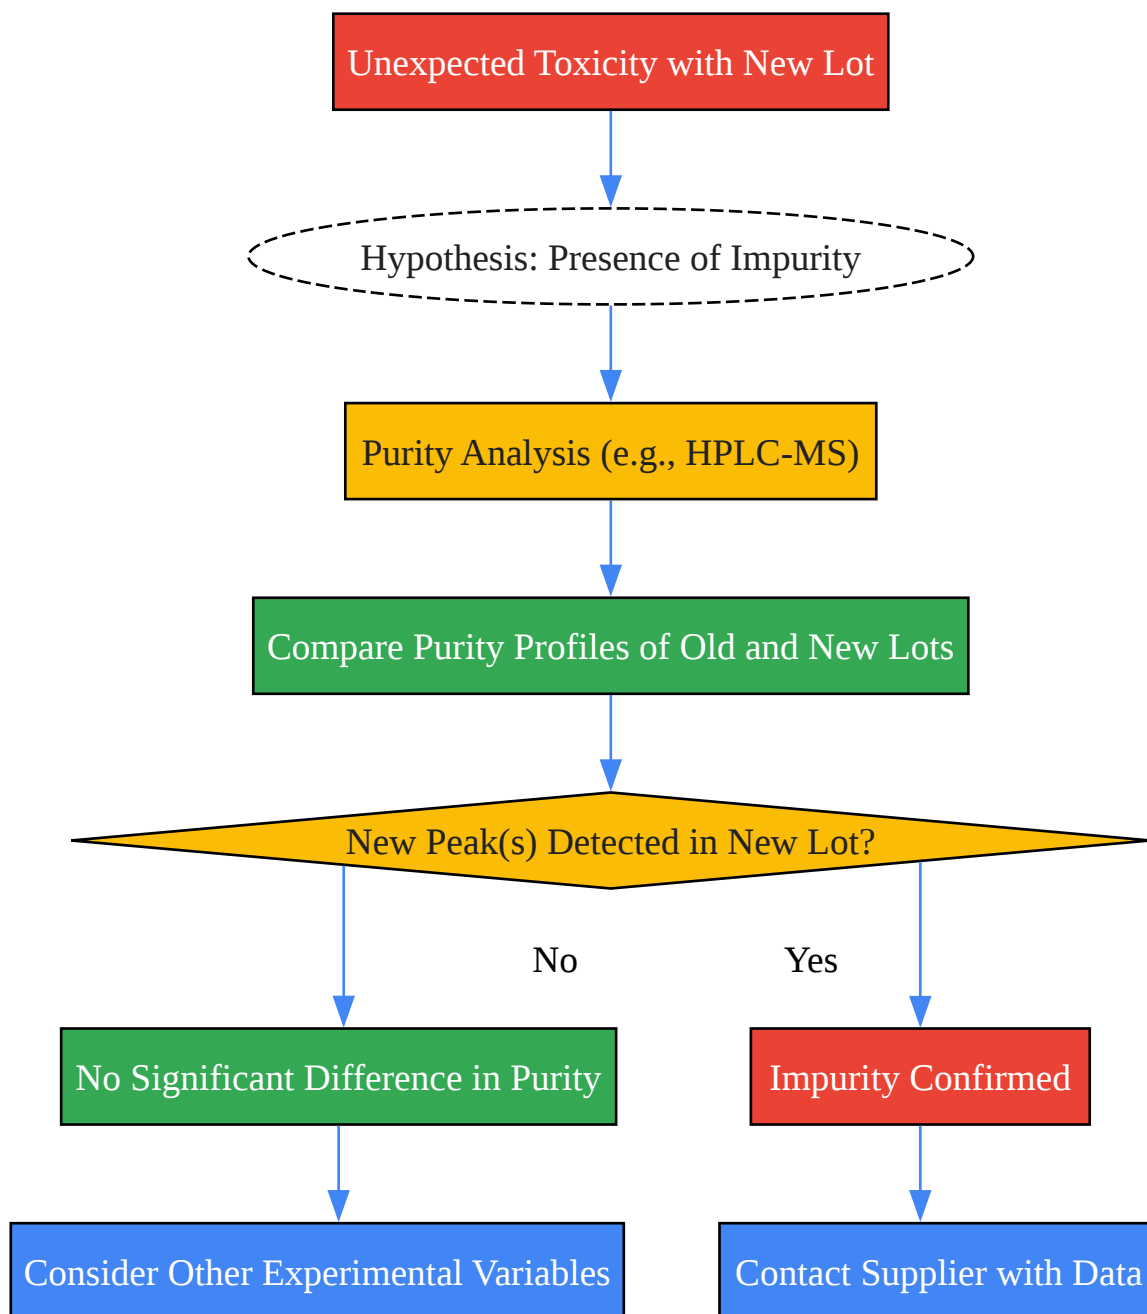 Unexpected Toxicity with New Lot
Hypothesis: Presence of Impurity
Purity Analysis (e.g., HPLC-MS)
Compare Purity Profiles of Old and New Lots
New Peak(s) Detected in New Lot?
No
Yes
No Significant Difference in Purity
Impurity Confirmed
Consider Other Experimental Variables
Contact Supplier with Data